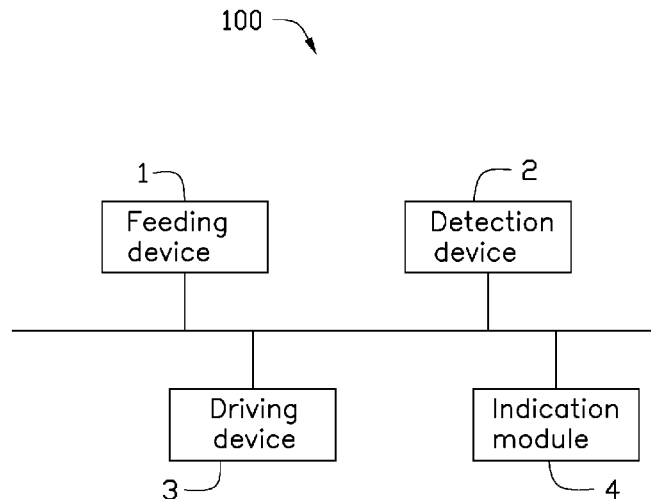 100
1
2
Feeding
device
Detection
device
Driving
device
Indication
module
3
4